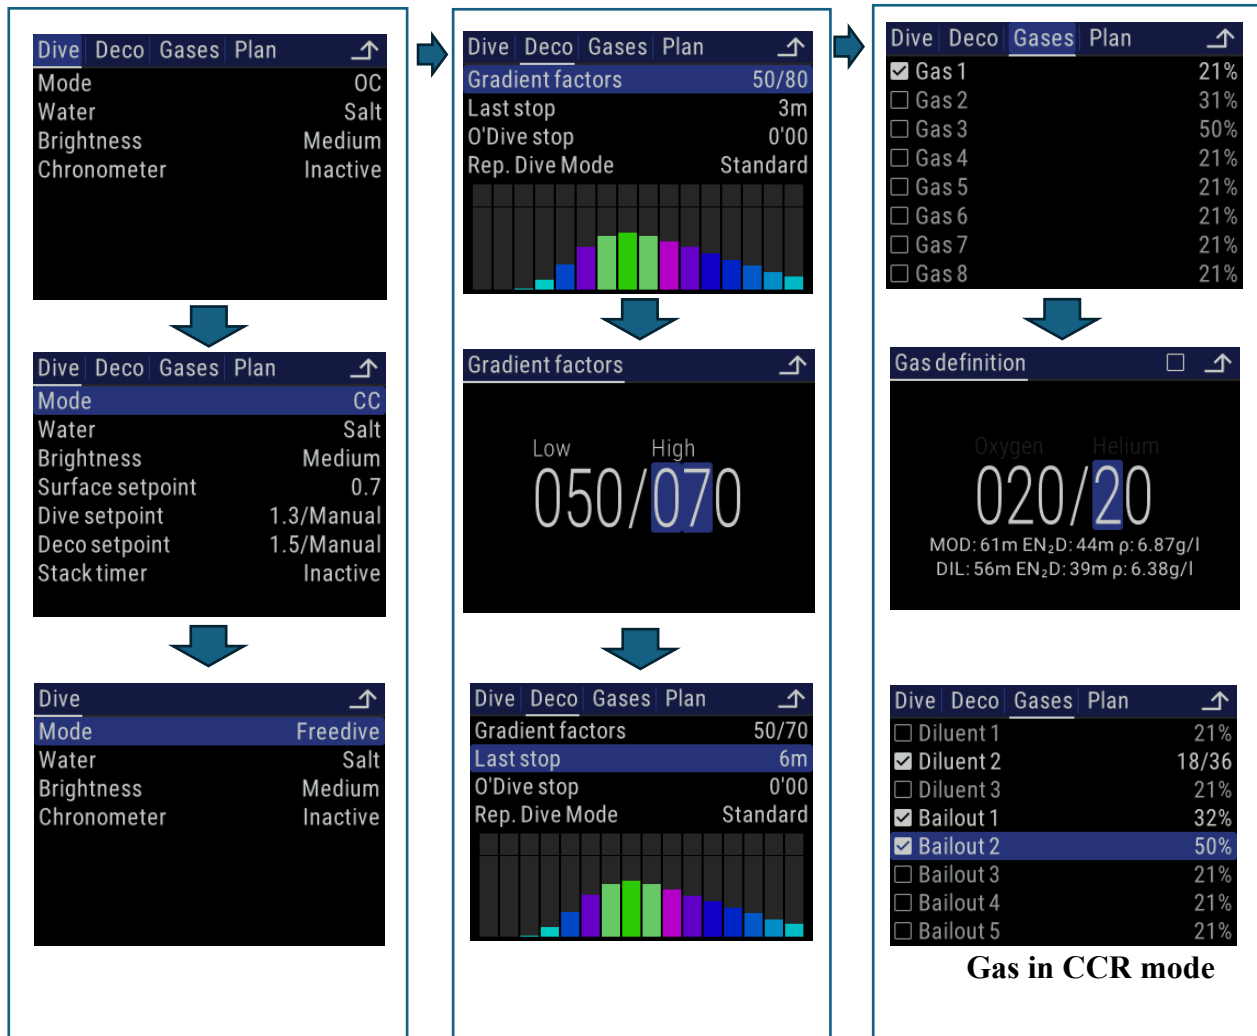 Dive Deco Gases Plan
Mode OC
Water Salt
Brightness Medium
Chronometer Inactive
Dive Deco Gases Plan
Mode CC
Water Salt
Brightness Medium
Surface setpoint 0.7
Dive setpoint 1.3/Manual
Deco setpoint 1.5/Manual
Stack timer Inactive
Dive
Mode Freedive
Water Salt
Brightness Medium
Chronometer Inactive
Dive Deco Gases Plan
Gradient factors 50/80
Last stop 3m
O'Dive stop 0'00
Rep. Dive Mode Standard
Gradient factors
Low High
050/070
Dive Deco Gases Plan
Gradient factors 50/70
Last stop 6m
O'Dive stop 0'00
Rep. Dive Mode Standard
Dive Deco Gases Plan
Gas 1 21%
Gas 2 31%
Gas 3 50%
Gas 4 21%
Gas 5 21%
Gas 6 21%
Gas 7 21%
Gas 8 21%
Gas definition
Oxygen Helium
020/20
MOD: 61m EN₂D: 44m ρ: 6.87g/l
DIL: 56m EN₂D: 39m ρ: 6.38g/l
Dive Deco Gases Plan
Diluent 1 21%
Diluent 2 18/36
Diluent 3 21%
Bailout 1 32%
Bailout 2 50%
Bailout 3 21%
Bailout 4 21%
Bailout 5 21%
Gas in CCR mode